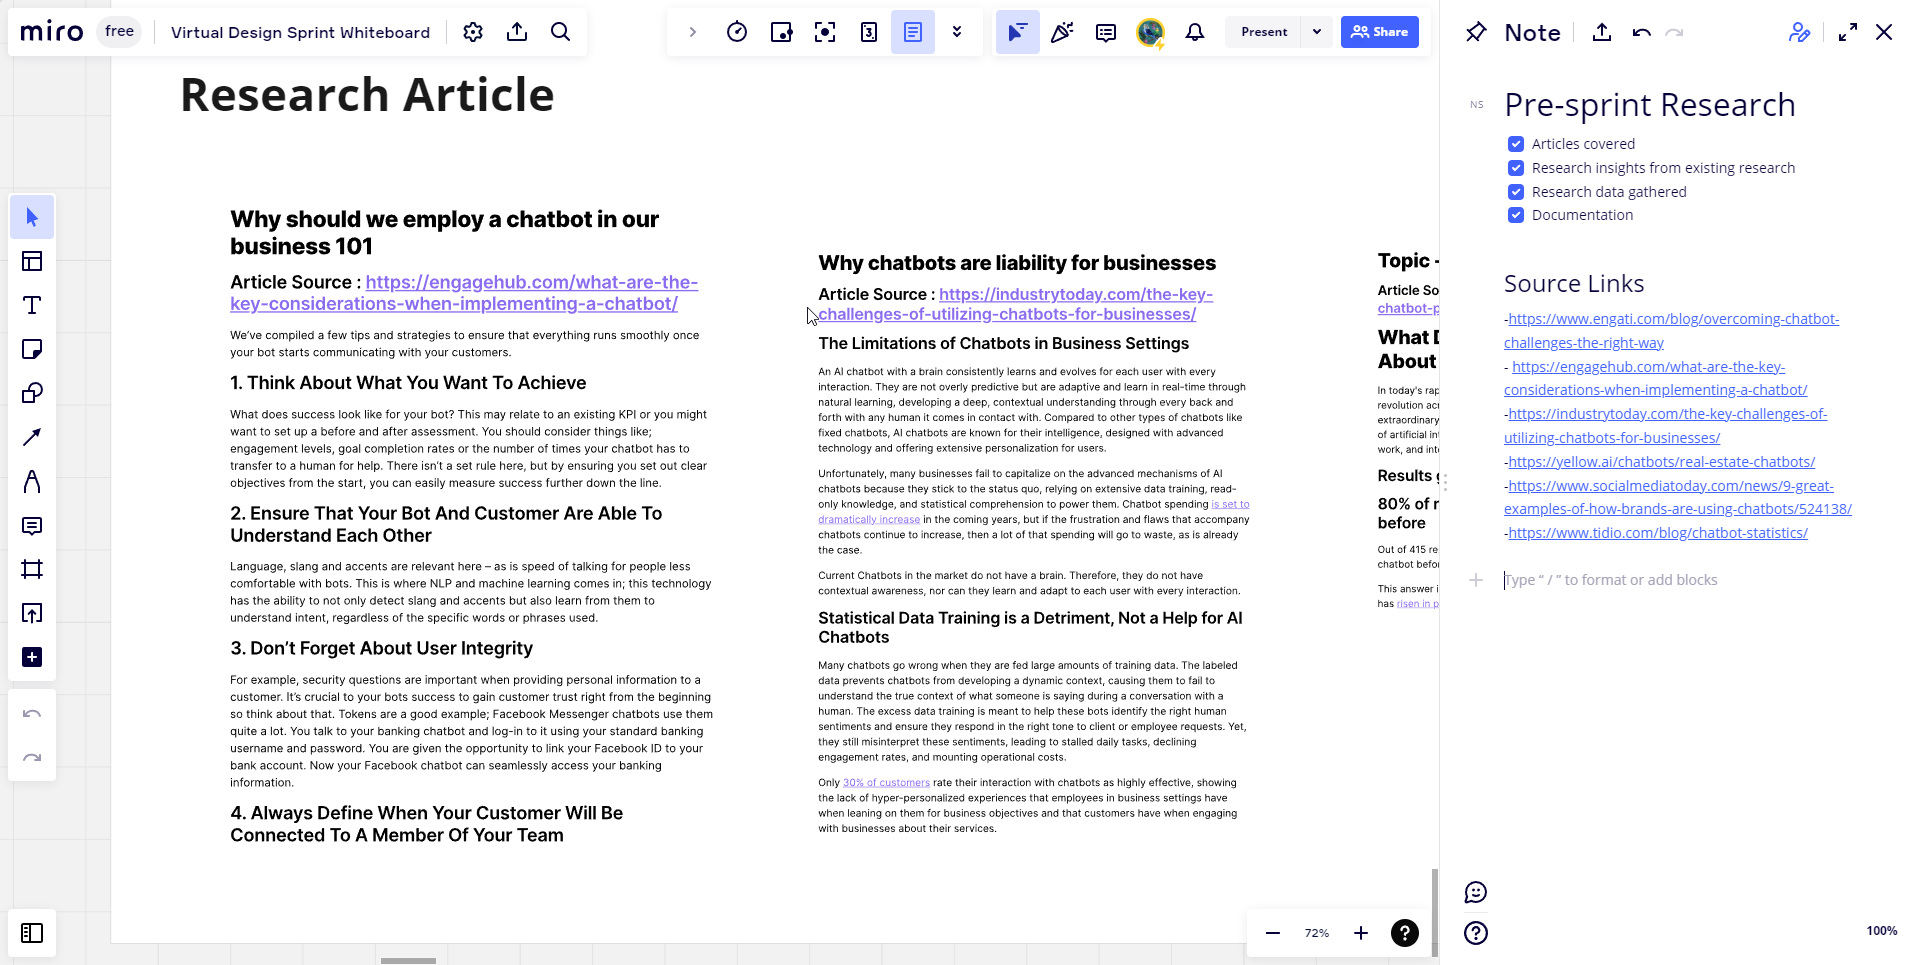 miro free Virtual Design Sprint Whiteboard
3
Present Share
Research Article
Why should we employ a chatbot in our
business 101
Article Source : https://engagehub.com/what-are-the-
key-considerations-when-implementing-a-chatbot/
We've compiled a few tips and strategies to ensure that everything runs smoothly once
your bot starts communicating with your customers.
1. Think About What You Want To Achieve
What does success look like for your bot? This may relate to an existing KPI or you might
want to set up a before and after assessment. You should consider things like;
engagement levels, goal completion rates or the number of times your chatbot has to
transfer to a human for help. There isn't a set rule here, but by ensuring you set out clear
objectives from the start, you can easily measure success further down the line.
2. Ensure That Your Bot And Customer Are Able To
Understand Each Other
Language, slang and accents are relevant here – as is speed of talking for people less
comfortable with bots. This is where NLP and machine learning comes in; this technology
has the ability to not only detect slang and accents but also learn from them to
understand intent, regardless of the specific words or phrases used.
3. Don't Forget About User Integrity
For example, security questions are important when providing personal information to a
customer. It's crucial to your bots success to gain customer trust right from the beginning
so think about that. Tokens are a good example; Facebook Messenger chatbots use them
quite a lot. You talk to your banking chatbot and log-in to it using your standard banking
username and password. You are given the opportunity to link your Facebook ID to your
bank account. Now your Facebook chatbot can seamlessly access your banking
information.
4. Always Define When Your Customer Will Be
Connected To A Member Of Your Team
Why chatbots are liability for businesses
Article Source : https://industrytoday.com/the-key-
challenges-of-utilizing-chatbots-for-businesses/
The Limitations of Chatbots in Business Settings
An AI chatbot with a brain consistently learns and evolves for each user with every
interaction. They are not overly predictive but are adaptive and learn in real-time through
natural learning, developing a deep, contextual understanding through every back and
forth with any human it comes in contact with. Compared to other types of chatbots like
fixed chatbots, AI chatbots are known for their intelligence, designed with advanced
technology and offering extensive personalization for users.
Unfortunately, many businesses fail to capitalize on the advanced mechanisms of AI
chatbots because they stick to the status quo, relying on extensive data training, read-
only knowledge, and statistical comprehension to power them. Chatbot spending is set to
dramatically increase in the coming years, but if the frustration and flaws that accompany
chatbots continue to increase, then a lot of that spending will go to waste, as is already
the case.
Current Chatbots in the market do not have a brain. Therefore, they do not have
contextual awareness, nor can they learn and adapt to each user with every interaction.
Statistical Data Training is a Detriment, Not a Help for AI
Chatbots
Many chatbots go wrong when they are fed large amounts of training data. The labeled
data prevents chatbots from developing a dynamic context, causing them to fail to
understand the true context of what someone is saying during a conversation with a
human. The excess data training is meant to help these bots identify the right human
sentiments and ensure they respond in the right tone to client or employee requests. Yet,
they still misinterpret these sentiments, leading to stalled daily tasks, declining
engagement rates, and mounting operational costs.
Only 30% of customers rate their interaction with chatbots as highly effective, showing
the lack of hyper-personalized experiences that employees in business settings have
when leaning on them for business objectives and that customers have when engaging
with businesses about their services.
Topic -
Article So
chatbot-p
What D
About
In today's rap
revolution acr
extraordinary
of artificial int
work, and inte
Results g
80% of r
before
Out of 415 re
chatbot befor
This answer i
has risen in p
72%
Note
NS Pre-sprint Research
Articles covered
Research insights from existing research
Research data gathered
Documentation
Source Links
-https://www.engati.com/blog/overcoming-chatbot-
challenges-the-right-way
- https://engagehub.com/what-are-the-key-
considerations-when-implementing-a-chatbot/
-https://industrytoday.com/the-key-challenges-of-
utilizing-chatbots-for-businesses/
-https://yellow.ai/chatbots/real-estate-chatbots/
-https://www.socialmediatoday.com/news/9-great-
examples-of-how-brands-are-using-chatbots/524138/
-https://www.tidio.com/blog/chatbot-statistics/
Type “ / ” to format or add blocks
100%